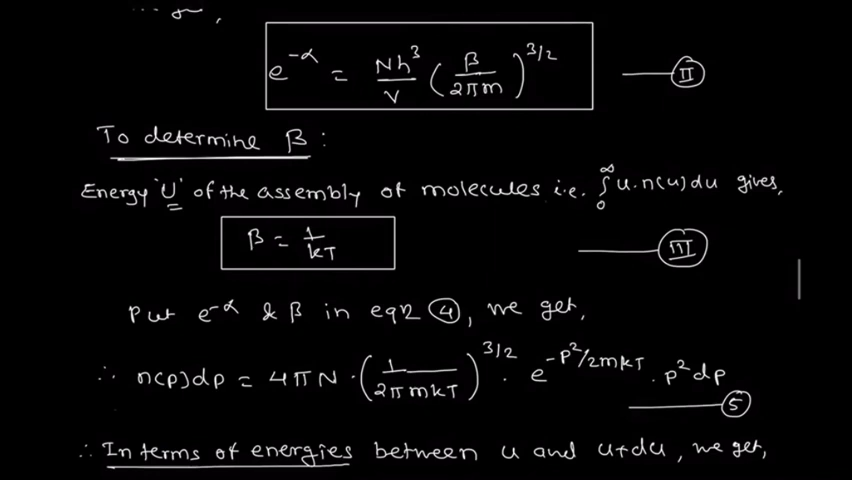 e^{-α} = Nh³/V (β/2πm)^{3/2} — (II)
To determine β :
Energy 'U' of the assembly of molecules i.e. ∫₀^∞ u·n(u)du gives,
β = 1/kT — (III)
Put e^{-α} & β in eqn (4), we get,
∴ n(p)dp = 4πN · (1/2πmkT)^{3/2} · e^{-p²/2mkT} · p²dp
— (5)
∴ In terms of energies between u and u+du, we get,